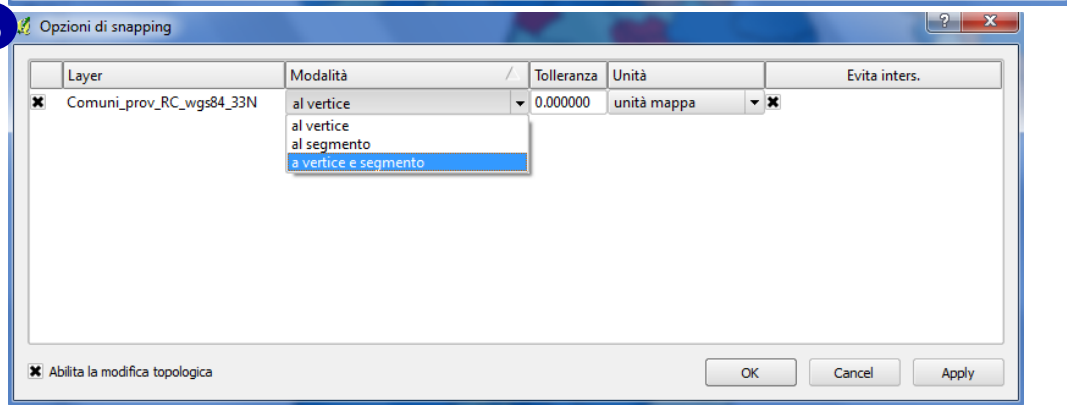 Opzioni di snapping
Layer Modalità Tolleranza Unità Evita inters.
Comuni_prov_RC_wgs84_33N al vertice 0.000000 unità mappa
al vertice
al segmento
a vertice e segmento
Abilita la modifica topologica OK Cancel Apply